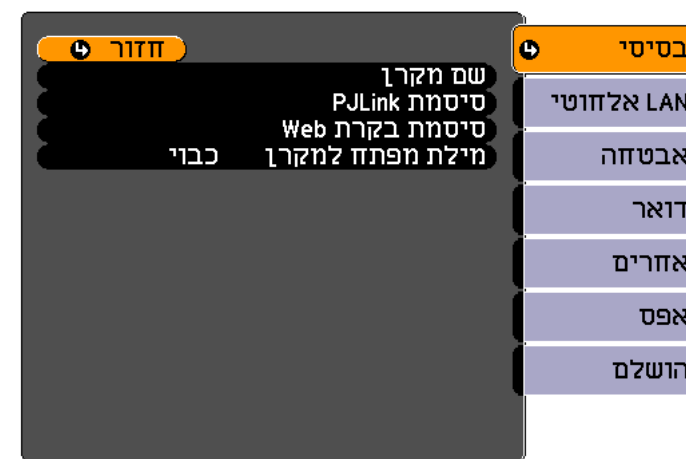 בסיסי
LAN אלחוטי
אבטחה
דואר
אחרים
אפס
הושלם
חזור
שם מקרן
סיסמת PJLink
סיסמת בקרת Web
מילת מפתח למקרן כבוי